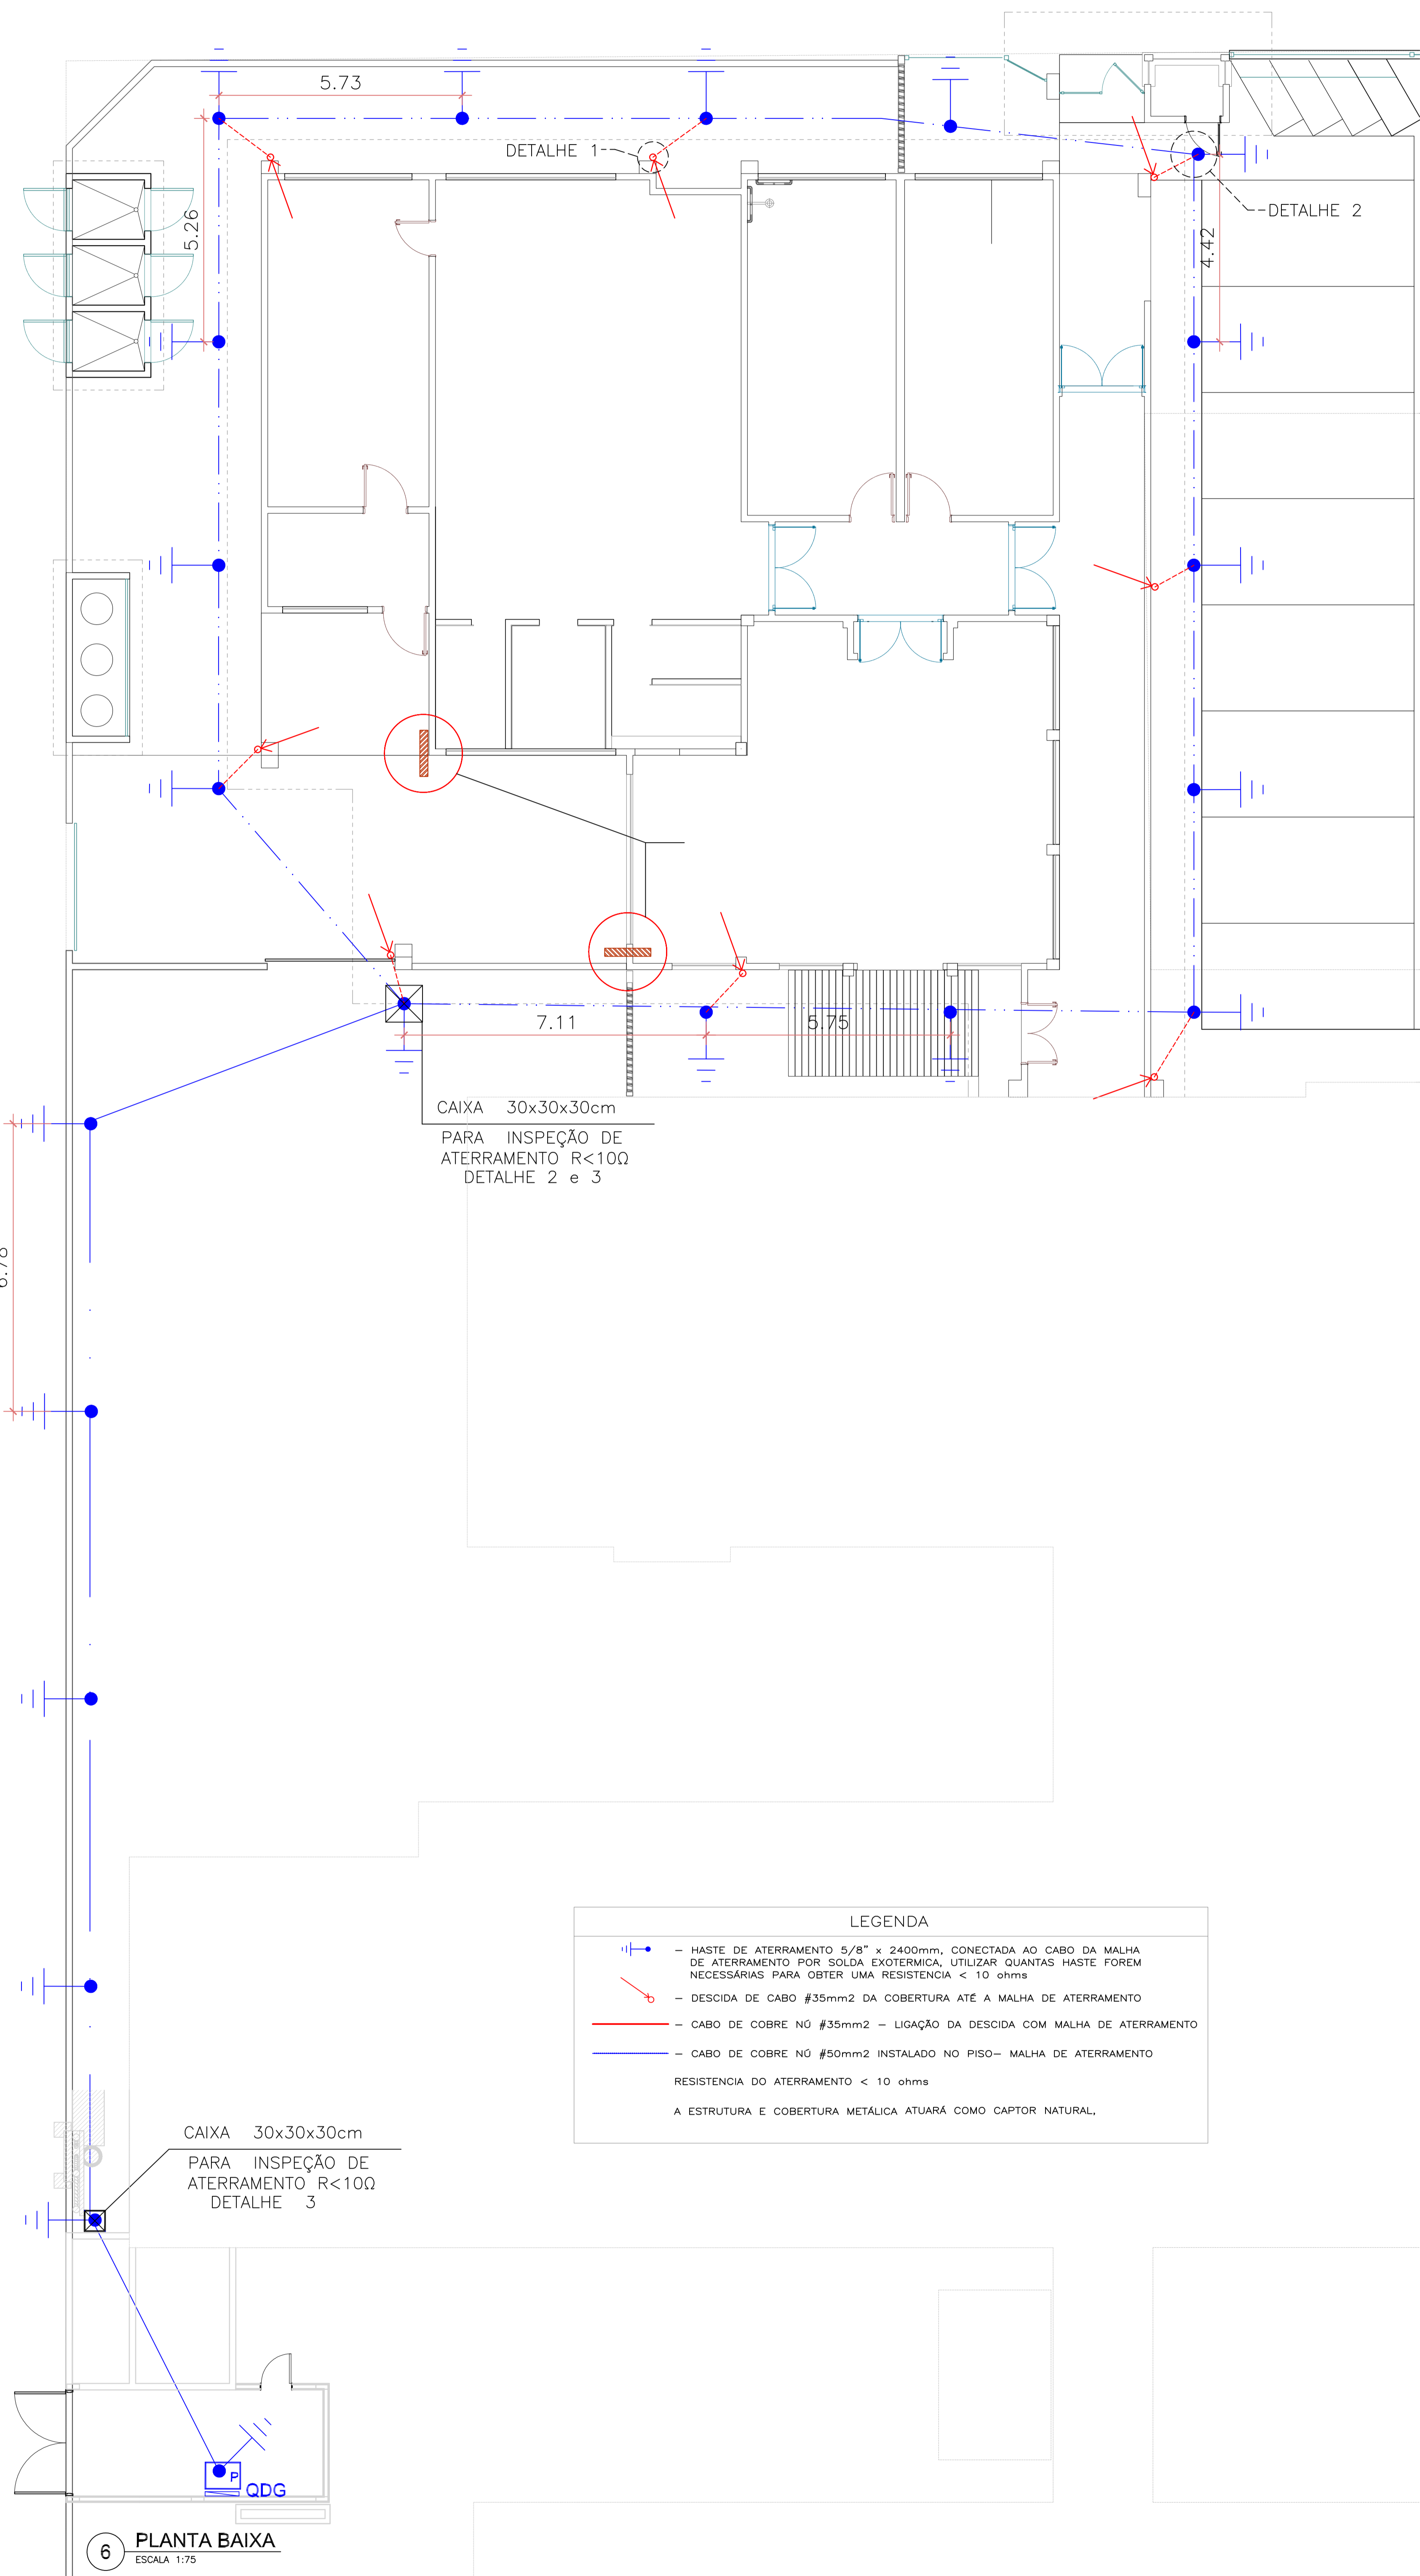 5.73
DETALHE 1
5.26
DETALHE 2
4.42
7.11
5.75
CAIXA 30x30x30cm
PARA INSPEÇÃO DE
ATERRAMENTO R<10Ω
DETALHE 2 e 3
LEGENDA
– HASTE DE ATERRAMENTO 5/8" x 2400mm, CONECTADA AO CABO DA MALHA
DE ATERRAMENTO POR SOLDA EXOTERMICA, UTILIZAR QUANTAS HASTE FOREM
NECESSÁRIAS PARA OBTER UMA RESISTENCIA < 10 ohms
– DESCIDA DE CABO #35mm2 DA COBERTURA ATÉ A MALHA DE ATERRAMENTO
– CABO DE COBRE NÚ #35mm2 – LIGAÇÃO DA DESCIDA COM MALHA DE ATERRAMENTO
– CABO DE COBRE NÚ #50mm2 INSTALADO NO PISO– MALHA DE ATERRAMENTO
RESISTENCIA DO ATERRAMENTO < 10 ohms
A ESTRUTURA E COBERTURA METÁLICA ATUARÁ COMO CAPTOR NATURAL,
CAIXA 30x30x30cm
PARA INSPEÇÃO DE
ATERRAMENTO R<10Ω
DETALHE 3
P
QDG
6 PLANTA BAIXA
ESCALA 1:75